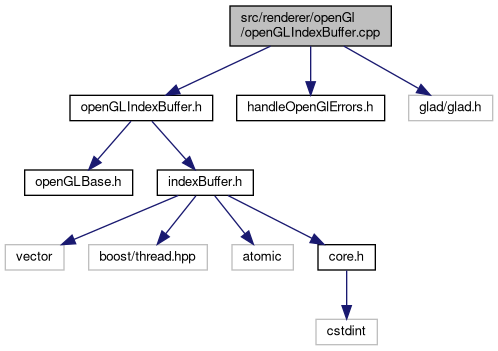 src/renderer/openGl
/openGLIndexBuffer.cpp
openGLIndexBuffer.h
handleOpenGlErrors.h
glad/glad.h
openGLBase.h
indexBuffer.h
vector
boost/thread.hpp
atomic
core.h
cstdint